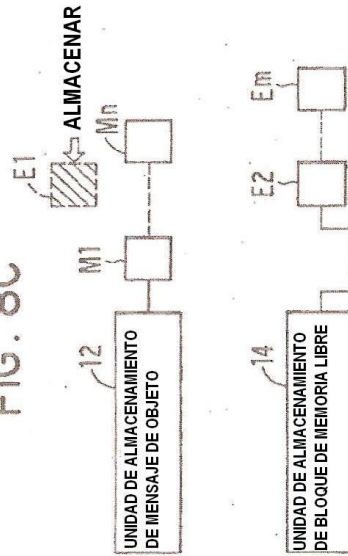 FIG. 8C
E1
ALMACENAR
12
M1
Mn
UNIDAD DE ALMACENAMIENTO
DE MENSAJE DE OBJETO
14
E2
Em
UNIDAD DE ALMACENAMIENTO
DE BLOQUE DE MEMORIA LIBRE